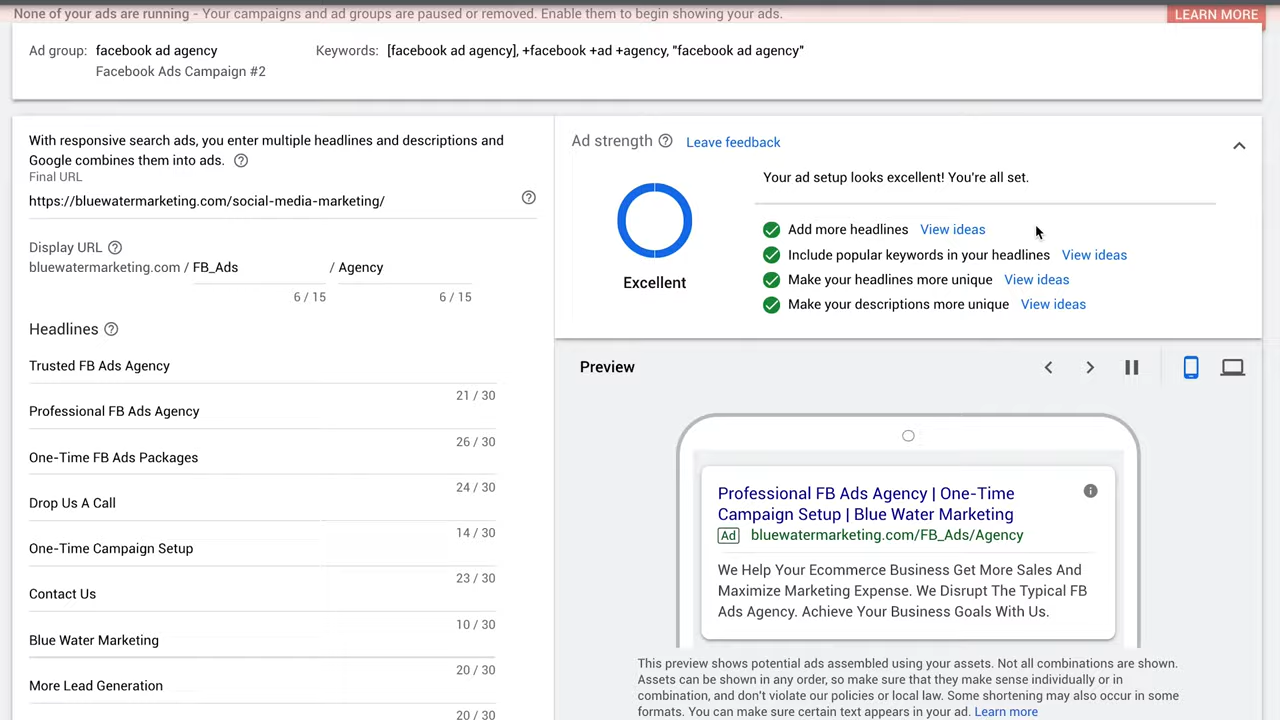 None of your ads are running - Your campaigns and ad groups are paused or removed. Enable them to begin showing your ads.
LEARN MORE
Ad group: facebook ad agency
Facebook Ads Campaign #2
Keywords: [facebook ad agency], +facebook +ad +agency, "facebook ad agency"
With responsive search ads, you enter multiple headlines and descriptions and
Google combines them into ads.
Final URL
https://bluewatermarketing.com/social-media-marketing/
Display URL
bluewatermarketing.com / FB_Ads / Agency
6 / 15 6 / 15
Headlines
Trusted FB Ads Agency
21 / 30
Professional FB Ads Agency
26 / 30
One-Time FB Ads Packages
24 / 30
Drop Us A Call
14 / 30
One-Time Campaign Setup
23 / 30
Contact Us
10 / 30
Blue Water Marketing
20 / 30
More Lead Generation
20 / 30
Ad strength Leave feedback
Excellent
Your ad setup looks excellent! You're all set.
Add more headlines View ideas
Include popular keywords in your headlines View ideas
Make your headlines more unique View ideas
Make your descriptions more unique View ideas
Preview
Professional FB Ads Agency | One-Time
Campaign Setup | Blue Water Marketing
Ad bluewatermarketing.com/FB_Ads/Agency
We Help Your Ecommerce Business Get More Sales And
Maximize Marketing Expense. We Disrupt The Typical FB
Ads Agency. Achieve Your Business Goals With Us.
This preview shows potential ads assembled using your assets. Not all combinations are shown.
Assets can be shown in any order, so make sure that they make sense individually or in
combination, and don't violate our policies or local law. Some shortening may also occur in some
formats. You can make sure certain text appears in your ad. Learn more